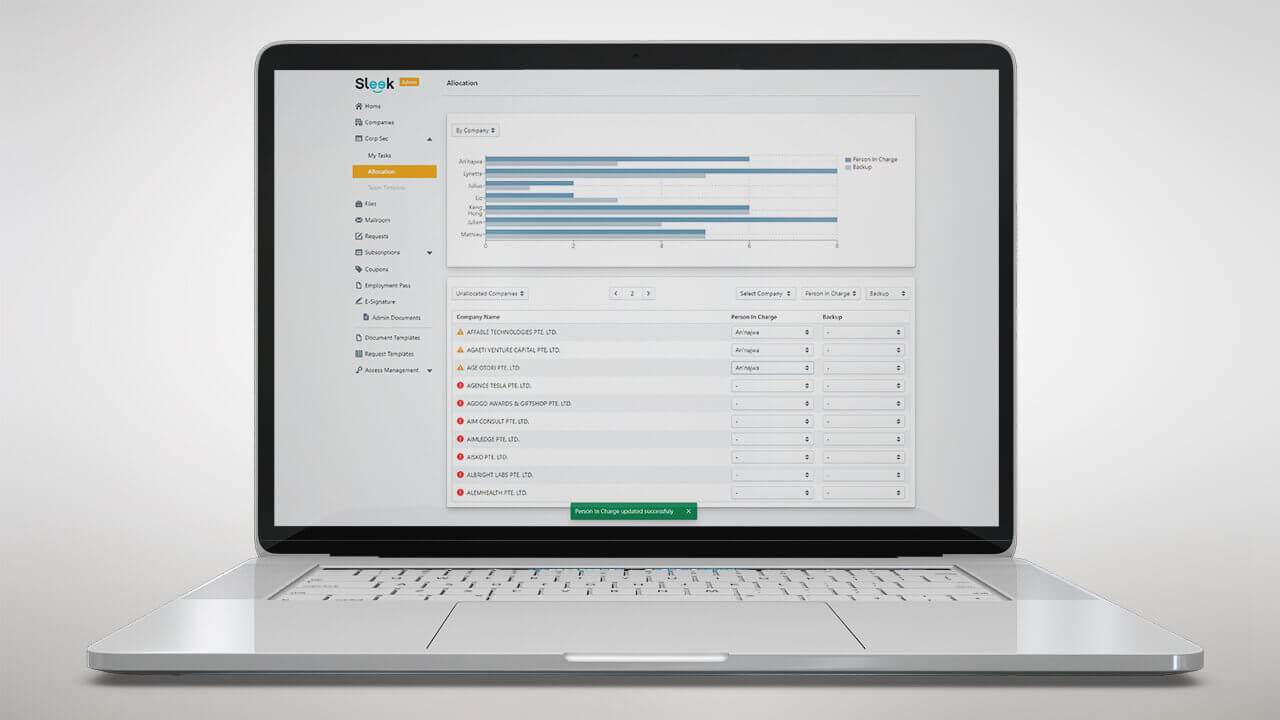 Sleek Admin
Allocation
Home
Companies
Corp Sec
My Tasks
Allocation
Team Template
Files
Mailroom
Requests
Subscriptions
Coupons
Employment Pass
E-Signature
Admin Documents
Document Templates
Request Templates
Access Management
By Company
An'najwa
Lynette
Julius
Liz
Keng
Hong
Julian
Mathieu
0 2 4 6 8
Person In Charge
Backup
Unallocated Companies < 2 > Select Company Person In Charge Backup
Company Name Person In Charge Backup
AFFABLE TECHNOLOGIES PTE. LTD. An'najwa -
AGAETI VENTURE CAPITAL PTE. LTD. An'najwa -
AGE OTORI PTE. LTD. An'najwa -
AGENCE TESLA PTE. LTD. - -
AGOGO AWARDS & GIFTSHOP PTE. LTD. - -
AIM CONSULT PTE. LTD. - -
AIMLEDGE PTE. LTD. - -
AISKO PTE. LTD. - -
ALBRIGHT LABS PTE. LTD. - -
ALEMHEALTH PTE. LTD. - -
Person In Charge updated successfuly ×